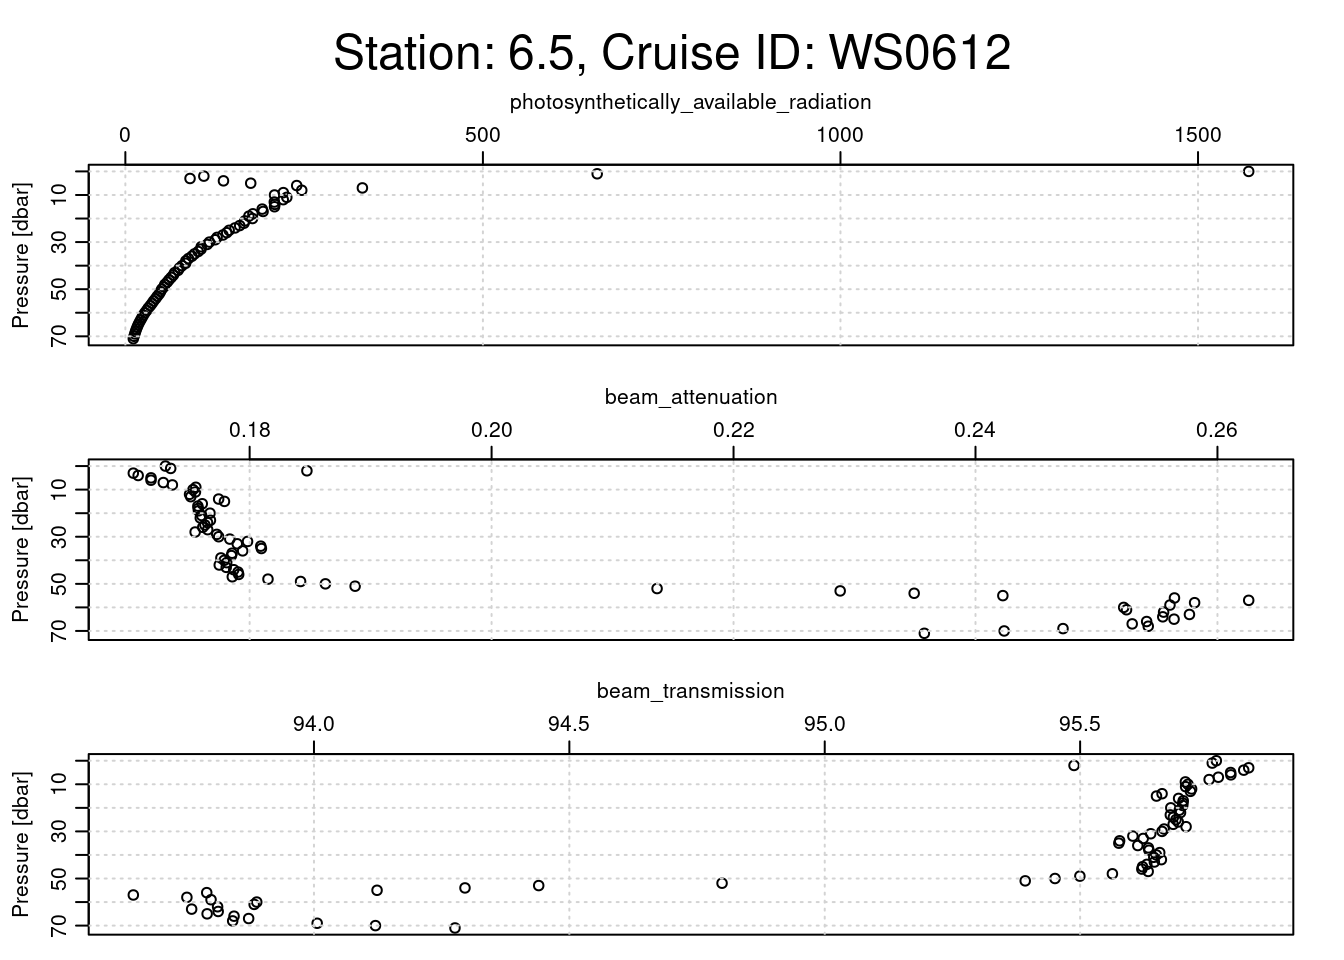 Station: 6.5, Cruise ID: WS0612
photosynthetically_available_radiation
0 500 1000 1500
Pressure [dbar]
10
30
50
70
beam_attenuation
0.18 0.20 0.22 0.24 0.26
Pressure [dbar]
10
30
50
70
beam_transmission
94.0 94.5 95.0 95.5
Pressure [dbar]
10
30
50
70